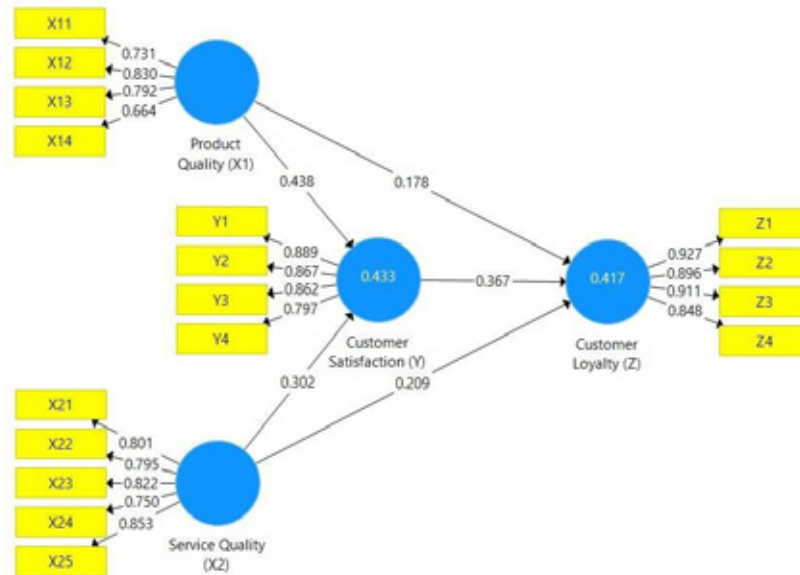 X11
0.731
X12
0.830
0.792
X13
0.664
X14
Product
Quality (X1)
0.438
0.178
Y1
0.889
Y2
0.867
0.862
Y3
0.797
Y4
0.433
Customer
Satisfaction (Y)
0.367
0.417
Customer
Loyalty (Z)
Z1
0.927
Z2
0.896
0.911
Z3
0.848
Z4
0.302
0.209
X21
0.801
X22
0.795
X23
0.822
0.750
X24
0.853
X25
Service Quality
(X2)